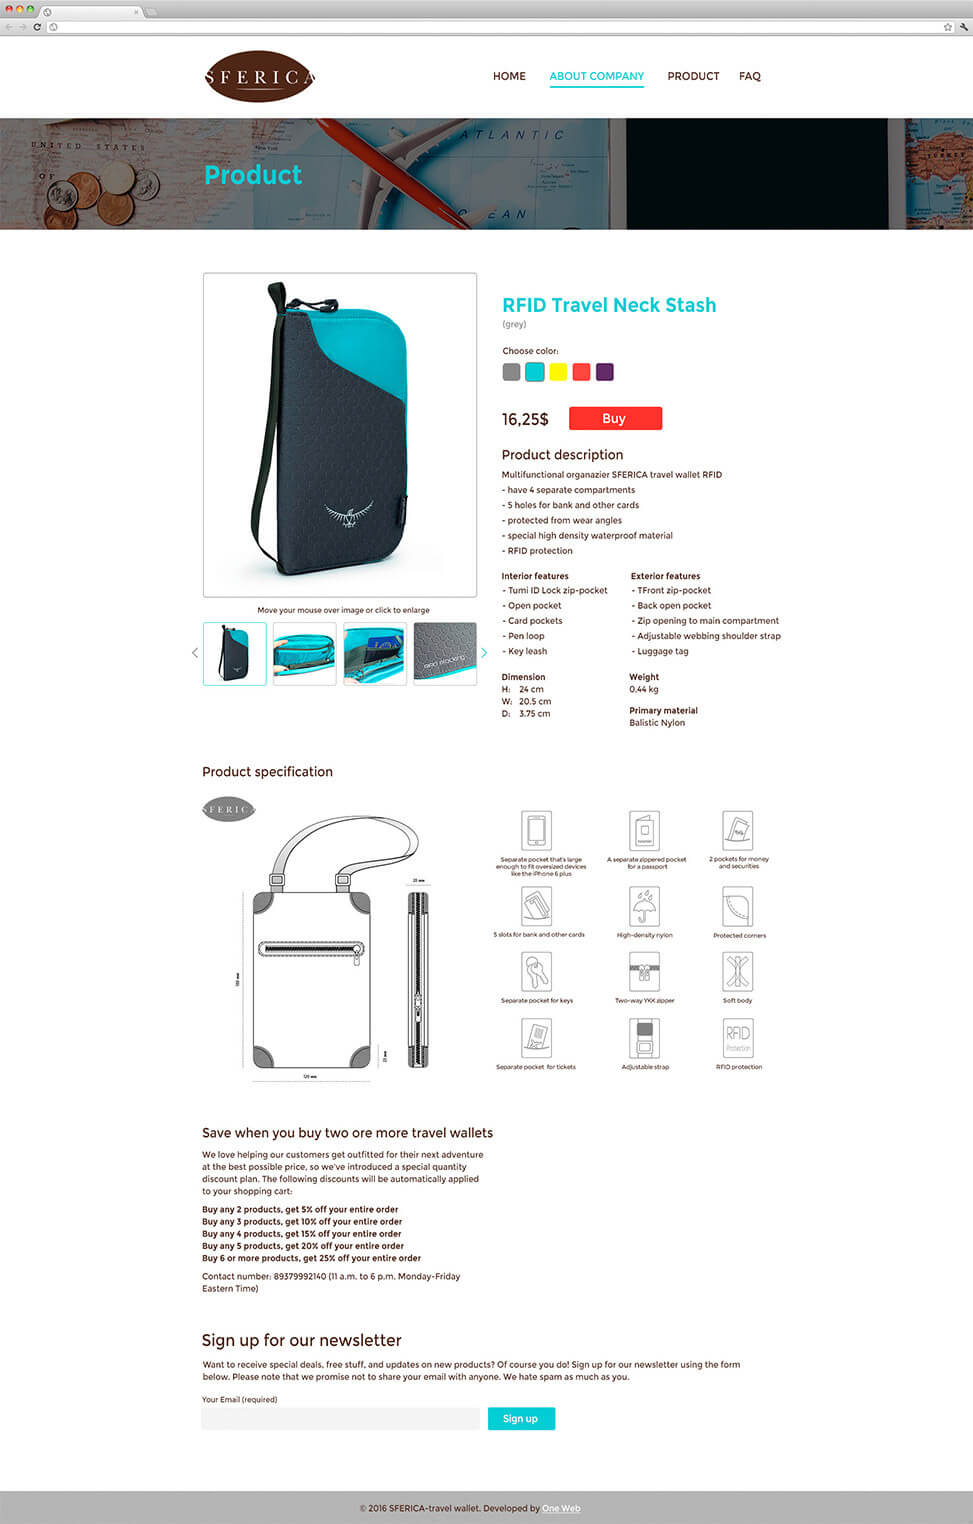 SFERICA
HOME ABOUT COMPANY PRODUCT FAQ
UNITED STATES
OF
New York
ATLANTIC
OCEAN
TURKEY
Product
RFID Travel Neck Stash
(grey)
Choose color:
16,25$ Buy
Product description
Multifunctional organazier SFERICA travel wallet RFID
- have 4 separate compartments
- 5 holes for bank and other cards
- protected from wear angles
- special high density waterproof material
- RFID protection
Interior features
- Tumi ID Lock zip-pocket
- Open pocket
- Card pockets
- Pen loop
- Key leash
Exterior features
- TFront zip-pocket
- Back open pocket
- Zip opening to main compartment
- Adjustable webbing shoulder strap
- Luggage tag
Dimension
H: 24 cm
W: 20.5 cm
D: 3.75 cm
Weight
0.44 kg
Primary material
Balistic Nylon
Move your mouse over image or click to enlarge
Product specification
SFERICA
20 мм
180 мм
25 мм
120 мм
Separate pocket that's large
enough to fit oversized devices
like the iPhone 6 plus
A separate zippered pocket
for a passport
2 pockets for money
and securities
5 slots for bank and other cards
High-density nylon
Protected corners
Separate pocket for keys
Two-way YKK zipper
Soft body
Separate pocket for tickets
Adjustable strap
RFID
Protection
RFID protection
Save when you buy two ore more travel wallets
We love helping our customers get outfitted for their next adventure
at the best possible price, so we've introduced a special quantity
discount plan. The following discounts will be automatically applied
to your shopping cart:
Buy any 2 products, get 5% off your entire order
Buy any 3 products, get 10% off your entire order
Buy any 4 products, get 15% off your entire order
Buy any 5 products, get 20% off your entire order
Buy 6 or more products, get 25% off your entire order
Contact number: 89379992140 (11 a.m. to 6 p.m. Monday-Friday
Eastern Time)
Sign up for our newsletter
Want to receive special deals, free stuff, and updates on new products? Of course you do! Sign up for our newsletter using the form
below. Please note that we promise not to share your email with anyone. We hate spam as much as you.
Your Email (required)
Sign up
© 2016 SFERICA-travel wallet. Developed by One Web